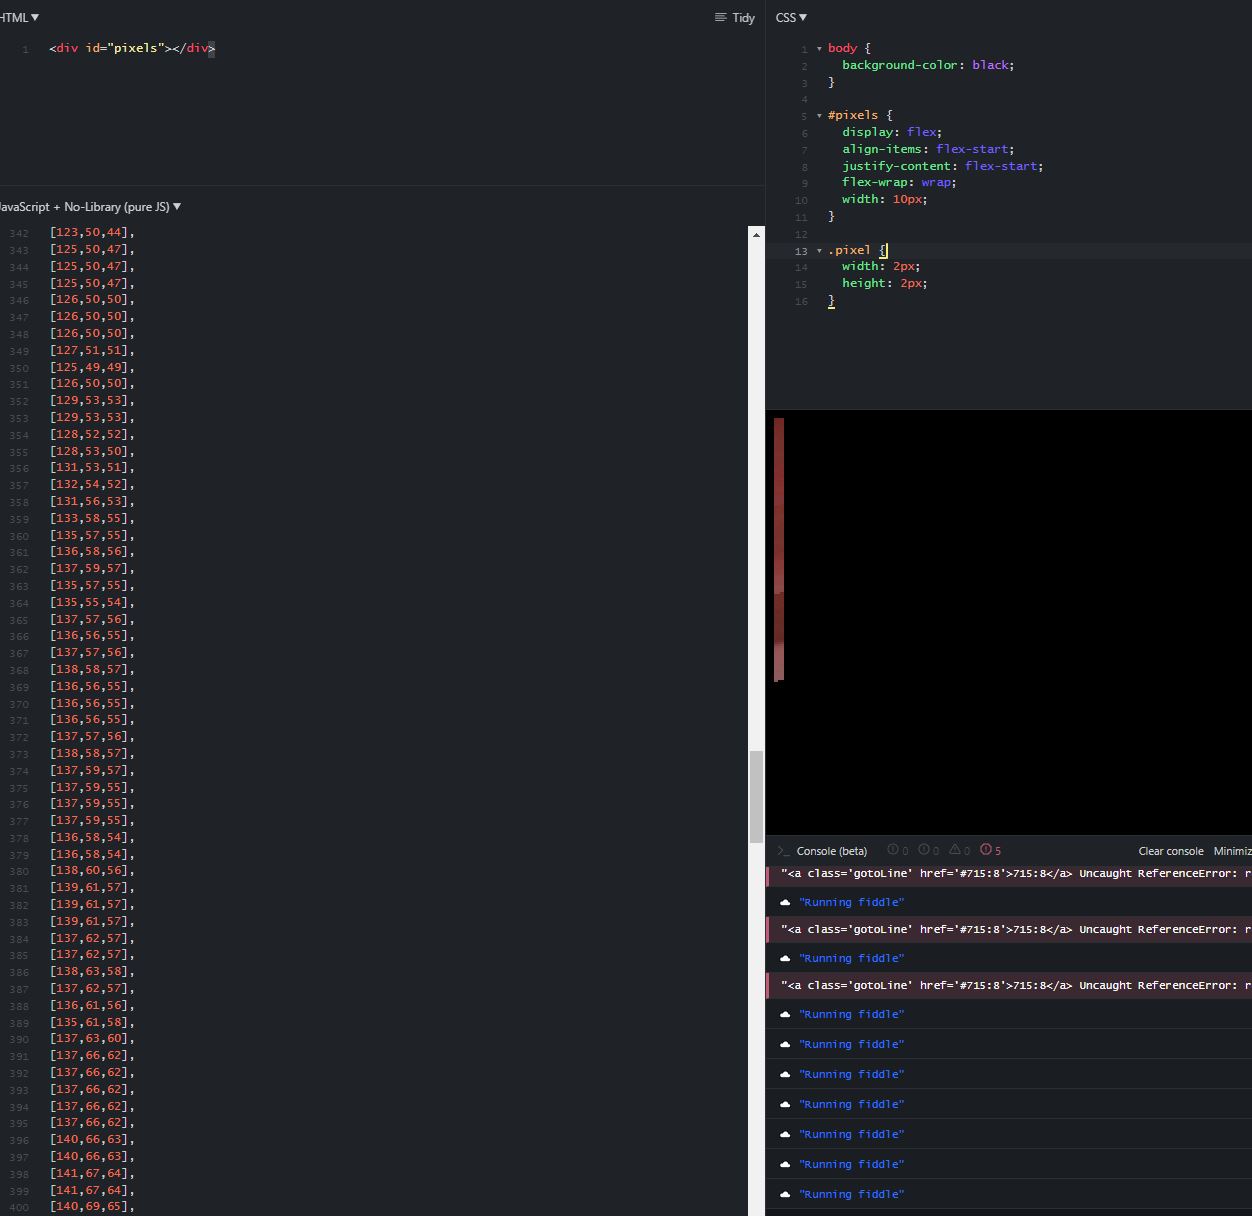 HTML ▼
Tidy
1 <div id="pixels"></div>
JavaScript + No-Library (pure JS) ▼
342 [123,50,44],
343 [125,50,47],
344 [125,50,47],
345 [125,50,47],
346 [126,50,50],
347 [126,50,50],
348 [126,50,50],
349 [127,51,51],
350 [125,49,49],
351 [126,50,50],
352 [129,53,53],
353 [129,53,53],
354 [128,52,52],
355 [128,53,50],
356 [131,53,51],
357 [132,54,52],
358 [131,56,53],
359 [133,58,55],
360 [135,57,55],
361 [136,58,56],
362 [137,59,57],
363 [135,57,55],
364 [135,55,54],
365 [137,57,56],
366 [136,56,55],
367 [137,57,56],
368 [138,58,57],
369 [136,56,55],
370 [136,56,55],
371 [136,56,55],
372 [137,57,56],
373 [138,58,57],
374 [137,59,57],
375 [137,59,55],
376 [137,59,55],
377 [137,59,55],
378 [136,58,54],
379 [136,58,54],
380 [138,60,56],
381 [139,61,57],
382 [139,61,57],
383 [139,61,57],
384 [137,62,57],
385 [137,62,57],
386 [138,63,58],
387 [137,62,57],
388 [136,61,56],
389 [135,61,58],
390 [137,63,60],
391 [137,66,62],
392 [137,66,62],
393 [137,66,62],
394 [137,66,62],
395 [137,66,62],
396 [140,66,63],
397 [140,66,63],
398 [141,67,64],
399 [141,67,64],
400 [140,69,65],
CSS ▼
1 ▾ body {
2 background-color: black;
3 }
4
5 ▾ #pixels {
6 display: flex;
7 align-items: flex-start;
8 justify-content: flex-start;
9 flex-wrap: wrap;
10 width: 10px;
11 }
12
13 ▾ .pixel {
14 width: 2px;
15 height: 2px;
16 }
>_ Console (beta) 0 0 0 5 Clear console Minimiz
"<a class='gotoLine' href='#715:8'>715:8</a> Uncaught ReferenceError: r
"Running fiddle"
"<a class='gotoLine' href='#715:8'>715:8</a> Uncaught ReferenceError: r
"Running fiddle"
"<a class='gotoLine' href='#715:8'>715:8</a> Uncaught ReferenceError: r
"Running fiddle"
"Running fiddle"
"Running fiddle"
"Running fiddle"
"Running fiddle"
"Running fiddle"
"Running fiddle"